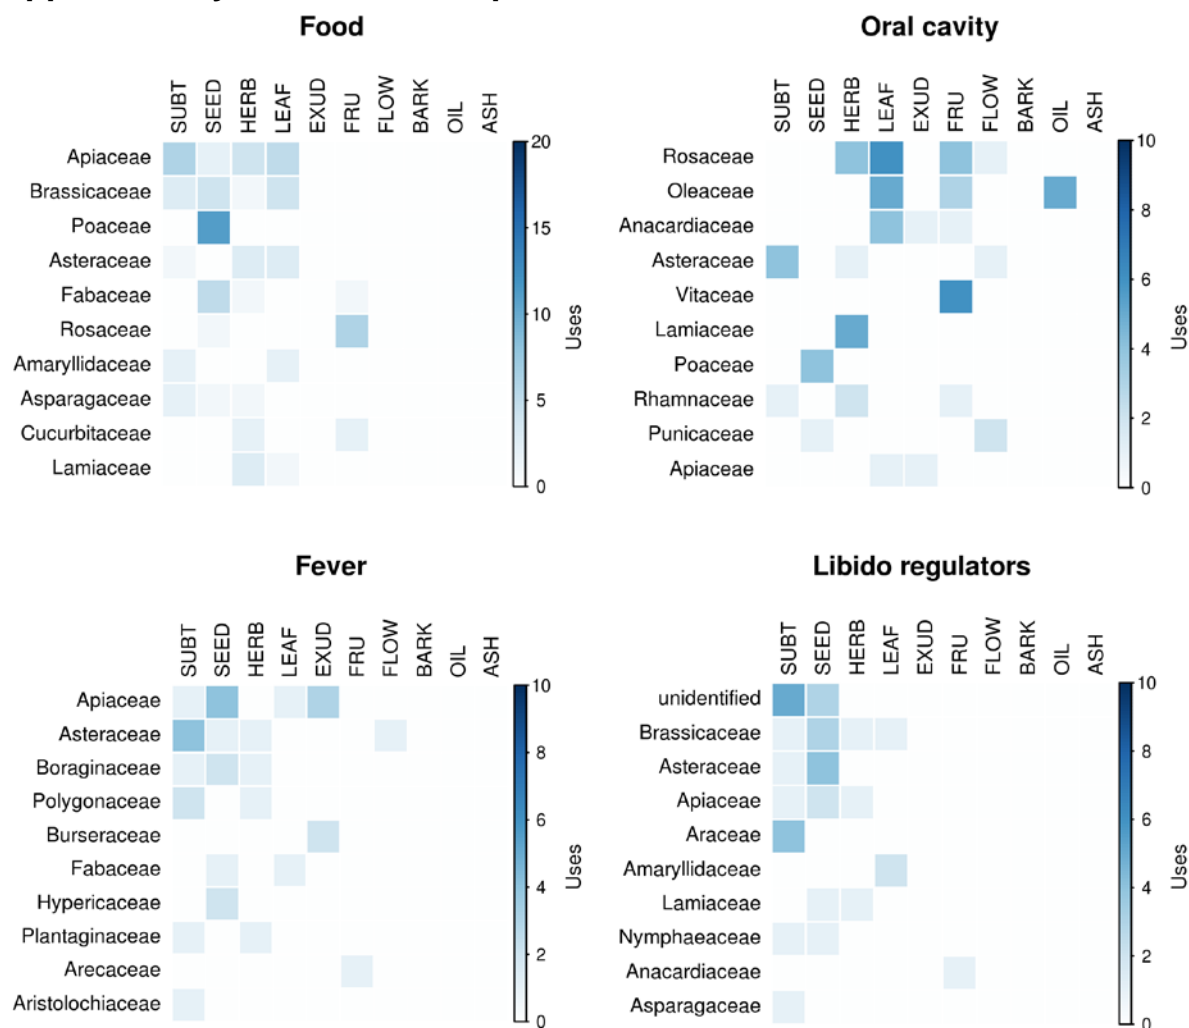 Food
SUBT SEED HERB LEAF EXUD FRU FLOW BARK OIL ASH
Apiaceae
Brassicaceae
Poaceae
Asteraceae
Fabaceae
Rosaceae
Amaryllidaceae
Asparagaceae
Cucurbitaceae
Lamiaceae
20
15
10
5
0
Uses
Oral cavity
SUBT SEED HERB LEAF EXUD FRU FLOW BARK OIL ASH
Rosaceae
Oleaceae
Anacardiaceae
Asteraceae
Vitaceae
Lamiaceae
Poaceae
Rhamnaceae
Punicaceae
Apiaceae
10
8
6
4
2
0
Uses
Fever
SUBT SEED HERB LEAF EXUD FRU FLOW BARK OIL ASH
Apiaceae
Asteraceae
Boraginaceae
Polygonaceae
Burseraceae
Fabaceae
Hypericaceae
Plantaginaceae
Arecaceae
Aristolochiaceae
10
8
6
4
2
0
Uses
Libido regulators
SUBT SEED HERB LEAF EXUD FRU FLOW BARK OIL ASH
unidentified
Brassicaceae
Asteraceae
Apiaceae
Araceae
Amaryllidaceae
Lamiaceae
Nymphaeaceae
Anacardiaceae
Asparagaceae
10
8
6
4
2
0
Uses